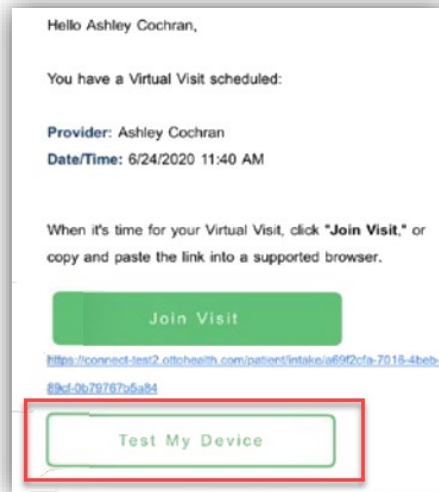 Hello Ashley Cochran,
You have a Virtual Visit scheduled:
Provider: Ashley Cochran
Date/Time: 6/24/2020 11:40 AM
When it's time for your Virtual Visit, click "Join Visit," or
copy and paste the link into a supported browser.
Join Visit
https://connect-test2.ottohealth.com/patient/intake/a69f2cfa-7016-4beb-
89cf-0b79767b5a84
Test My Device